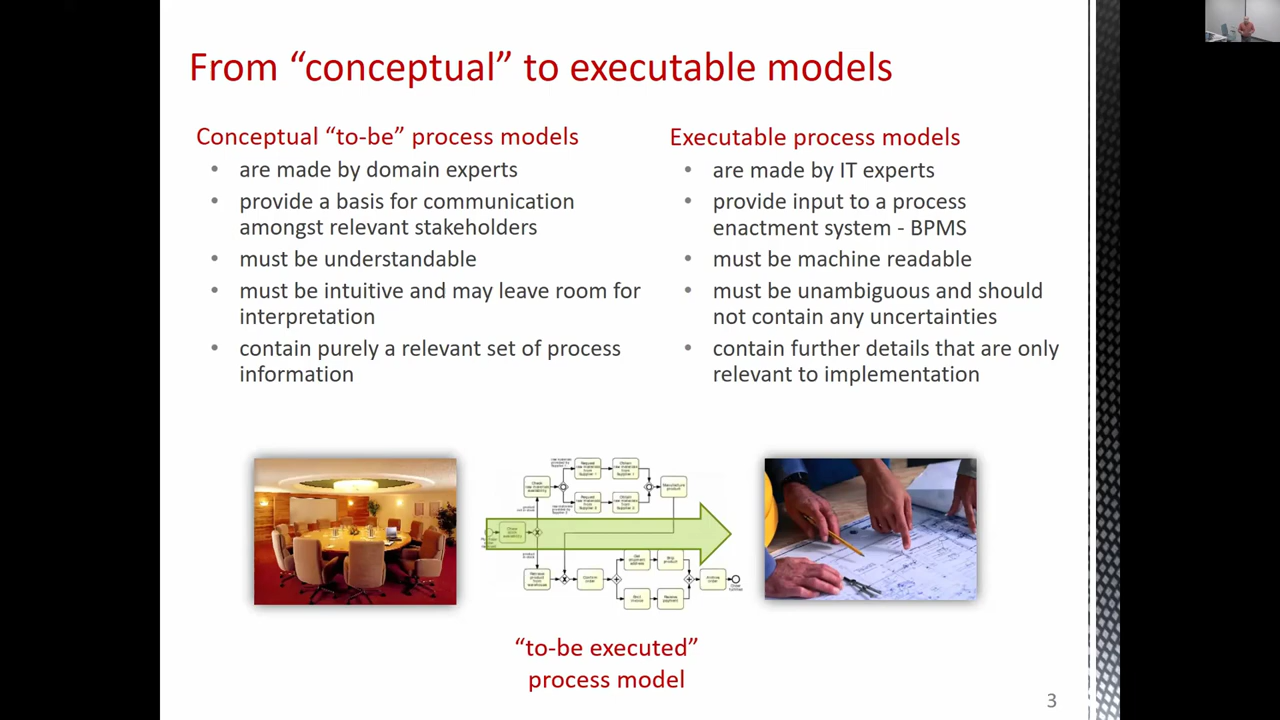 From “conceptual” to executable models
Conceptual “to-be” process models
• are made by domain experts
• provide a basis for communication
amongst relevant stakeholders
• must be understandable
• must be intuitive and may leave room for
interpretation
• contain purely a relevant set of process
information
Executable process models
• are made by IT experts
• provide input to a process
enactment system - BPMS
• must be machine readable
• must be unambiguous and should
not contain any uncertainties
• contain further details that are only
relevant to implementation
“to-be executed”
process model
3